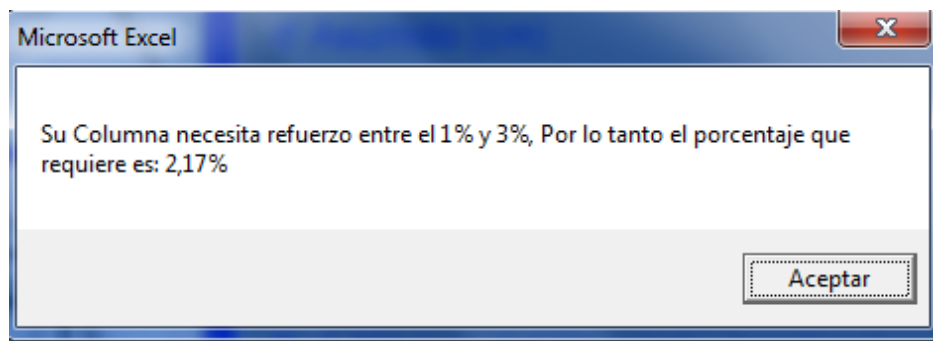 Microsoft Excel
Su Columna necesita refuerzo entre el 1% y 3%, Por lo tanto el porcentaje que
requiere es: 2,17%
Aceptar